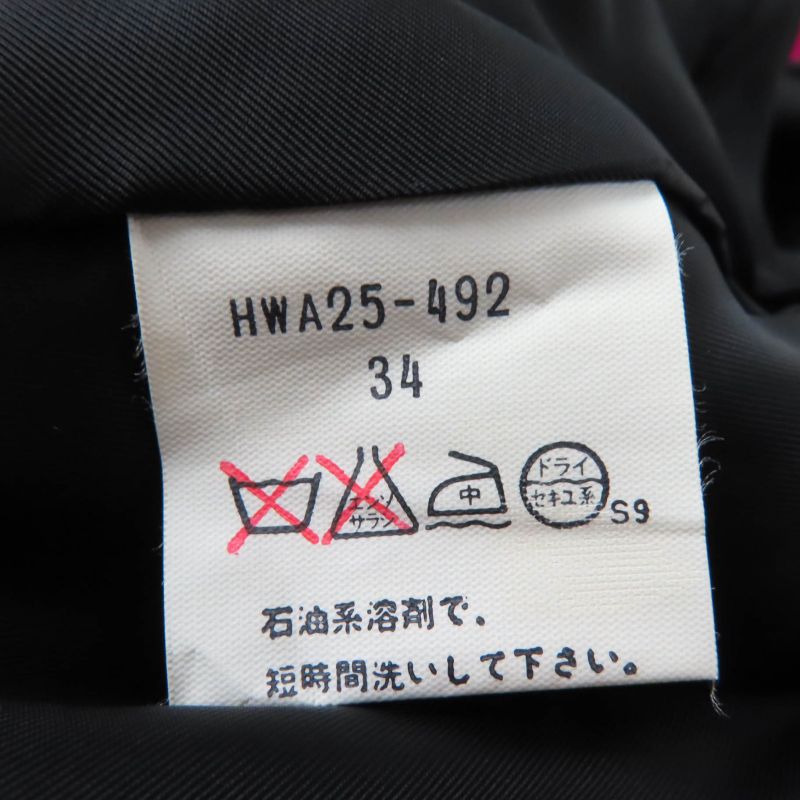 HWA25-492
34
エンソ
サラシ
中
ドライ
セキユ系
S9
石油系溶剤で、
短時間洗いして下さい。